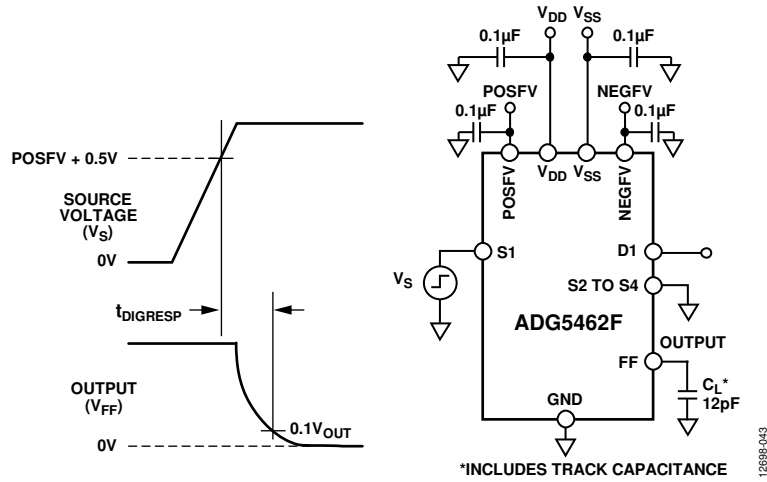 POSFV + 0.5V
SOURCE
VOLTAGE
(VS)
0V
tDIGRESP
OUTPUT
(VFF)
0V
0.1VOUT
VDD VSS
0.1µF
0.1µF
POSFV
NEGFV
0.1µF
0.1µF
POSFV
VDD
VSS
NEGFV
S1
D1
VS
S2 TO S4
ADG5462F
OUTPUT
FF
CL*
12pF
GND
*INCLUDES TRACK CAPACITANCE
12698-043